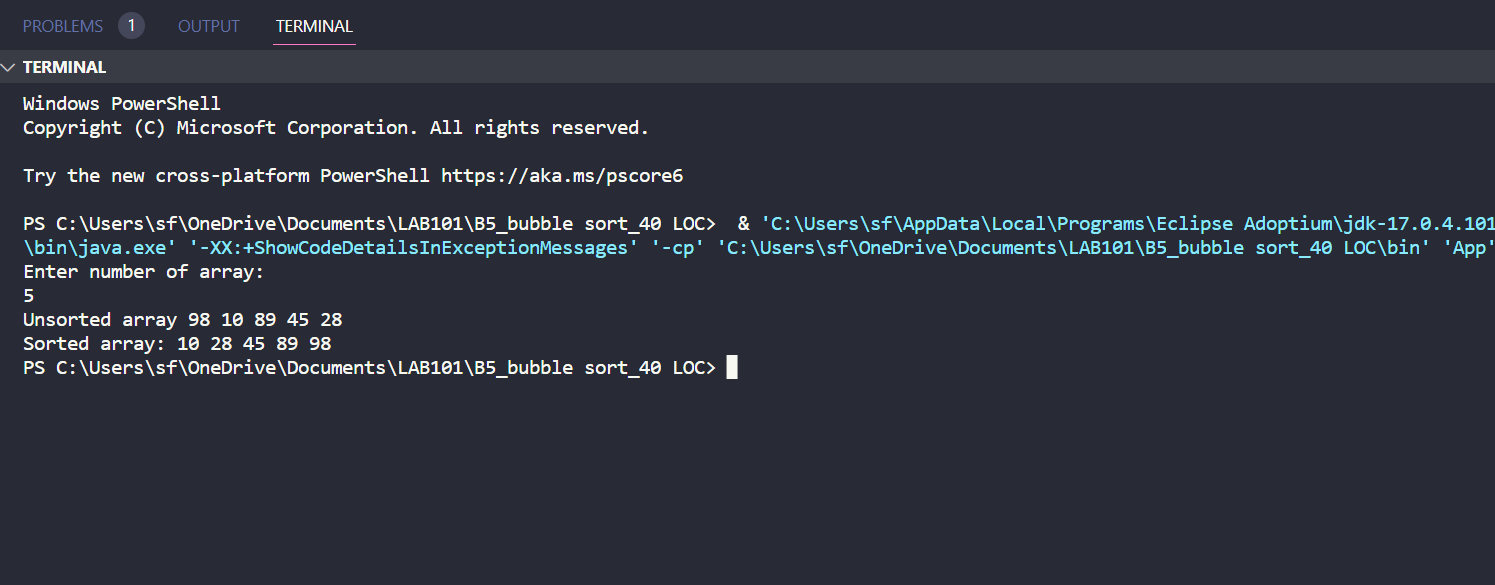 PROBLEMS 1 OUTPUT TERMINAL
TERMINAL
Windows PowerShell
Copyright (C) Microsoft Corporation. All rights reserved.
Try the new cross-platform PowerShell https://aka.ms/pscore6
PS C:\Users\sf\OneDrive\Documents\LAB101\B5_bubble sort_40 LOC>  & 'C:\Users\sf\AppData\Local\Programs\Eclipse Adoptium\jdk-17.0.4.101
\bin\java.exe' '-XX:+ShowCodeDetailsInExceptionMessages' '-cp' 'C:\Users\sf\OneDrive\Documents\LAB101\B5_bubble sort_40 LOC\bin' 'App'
Enter number of array:
5
Unsorted array 98 10 89 45 28
Sorted array: 10 28 45 89 98
PS C:\Users\sf\OneDrive\Documents\LAB101\B5_bubble sort_40 LOC>